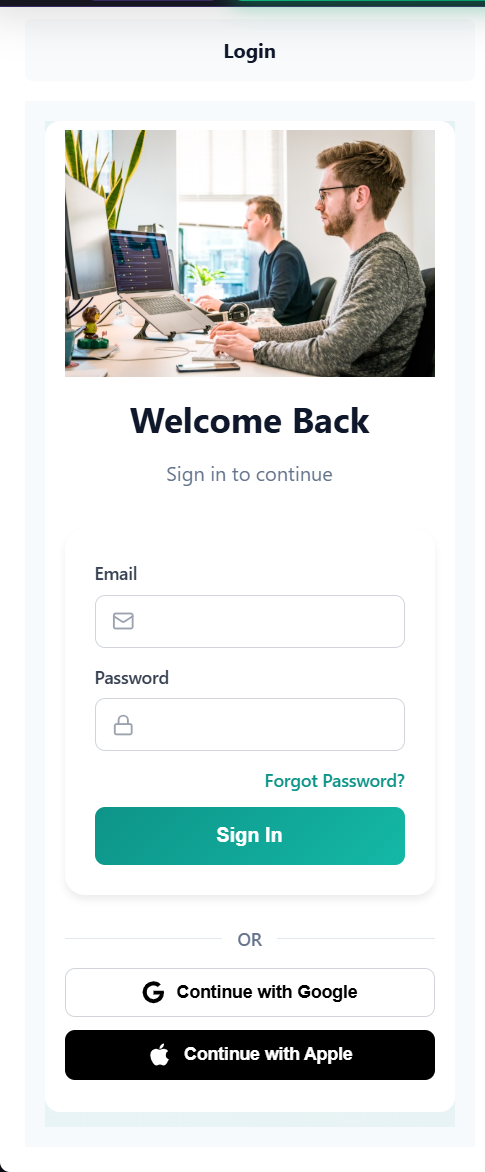 Login
Welcome Back
Sign in to continue
Email
Password
Forgot Password?
Sign In
OR
Continue with Google
Continue with Apple